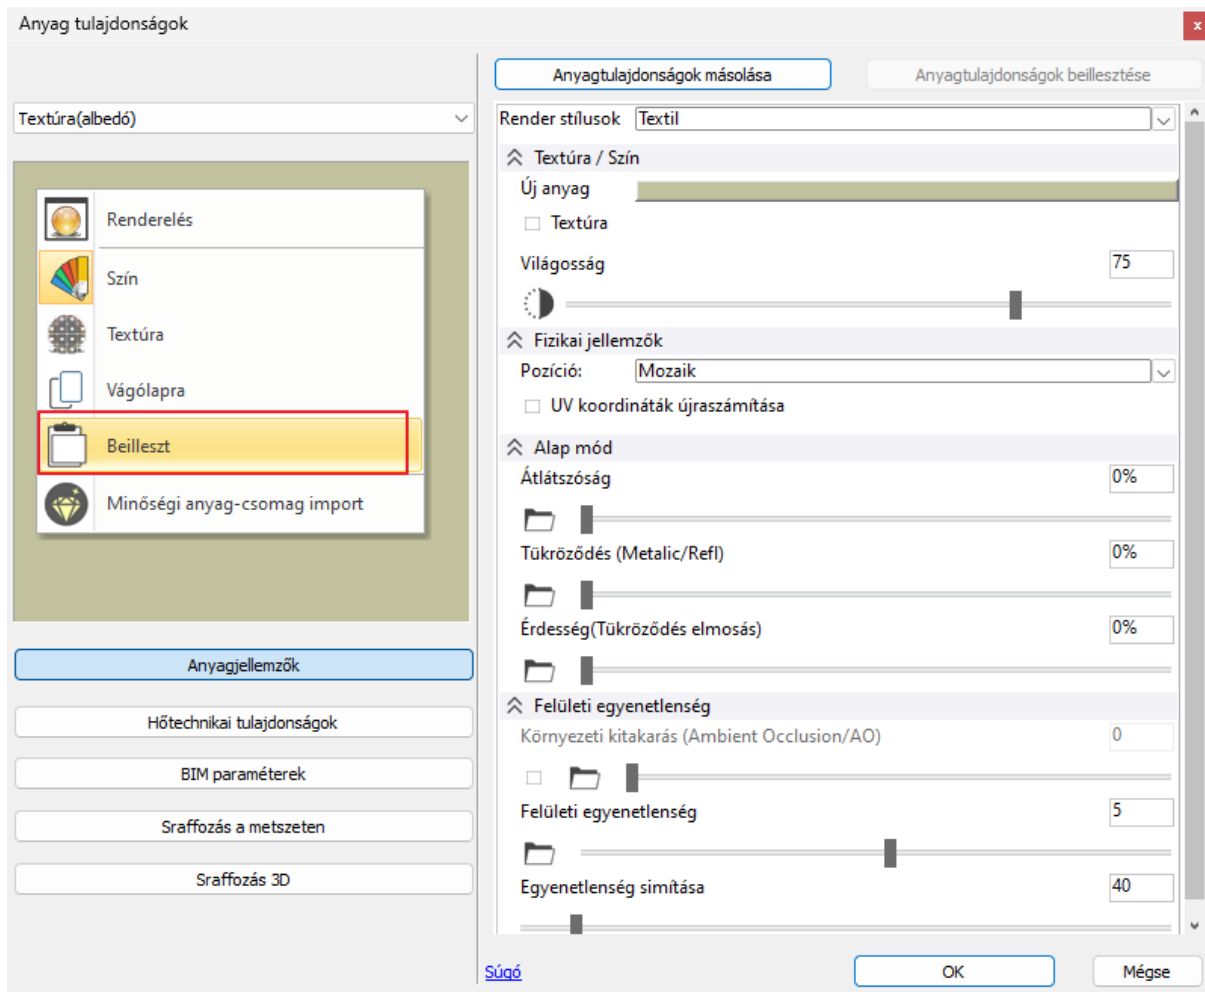 Anyag tulajdonságok
x
Anyagtulajdonságok másolása
Anyagtulajdonságok beillesztése
Textúra(albedó)
Renderelés
Szín
Textúra
Vágólapra
Beilleszt
Minőségi anyag-csomag import
Anyagjellemzők
Hőtechnikai tulajdonságok
BIM paraméterek
Sraffozás a metszeten
Sraffozás 3D
Render stílusok Textil
Textúra / Szín
Új anyag
Textúra
Világosság 75
Fizikai jellemzők
Pozíció: Mozaik
UV koordináták újraszámítása
Alap mód
Átlátszóság 0%
Tükröződés (Metalic/Refl) 0%
Érdesség(Tükröződés elmosás) 0%
Felületi egyenetlenség
Környezeti kitakarás (Ambient Occlusion/AO) 0
Felületi egyenetlenség 5
Egyenetlenség simítása 40
Súgó
OK
Mégse